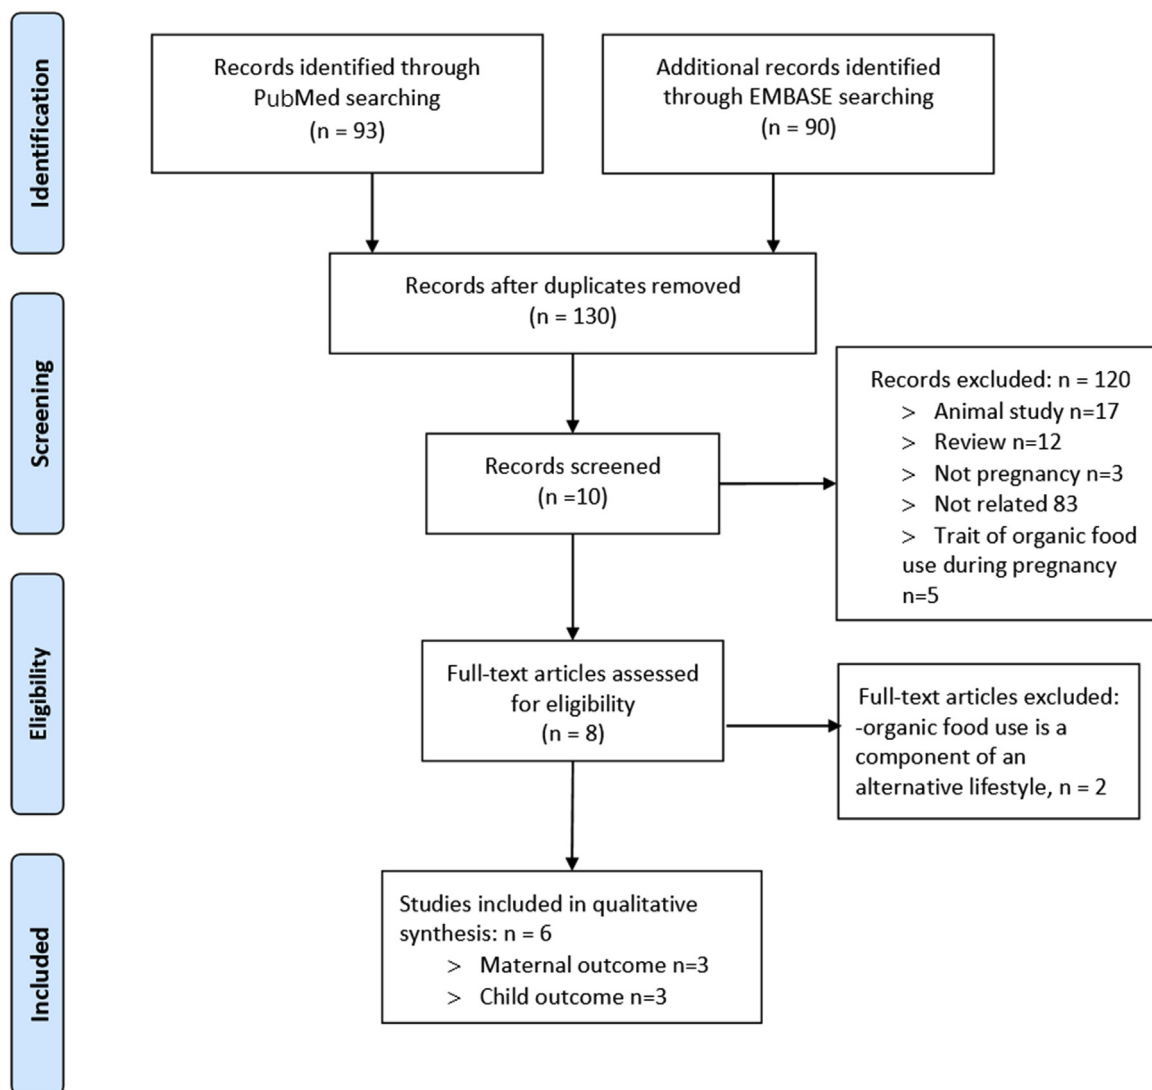 Identification
Records identified through
PubMed searching
(n = 93)
Additional records identified
through EMBASE searching
(n = 90)
Records after duplicates removed
(n = 130)
Screening
Records screened
(n =10)
Records excluded: n = 120
> Animal study n=17
> Review n=12
> Not pregnancy n=3
> Not related 83
> Trait of organic food
use during pregnancy
n=5
Eligibility
Full-text articles assessed
for eligibility
(n = 8)
Full-text articles excluded:
-organic food use is a
component of an
alternative lifestyle, n = 2
Included
Studies included in qualitative
synthesis: n = 6
> Maternal outcome n=3
> Child outcome n=3